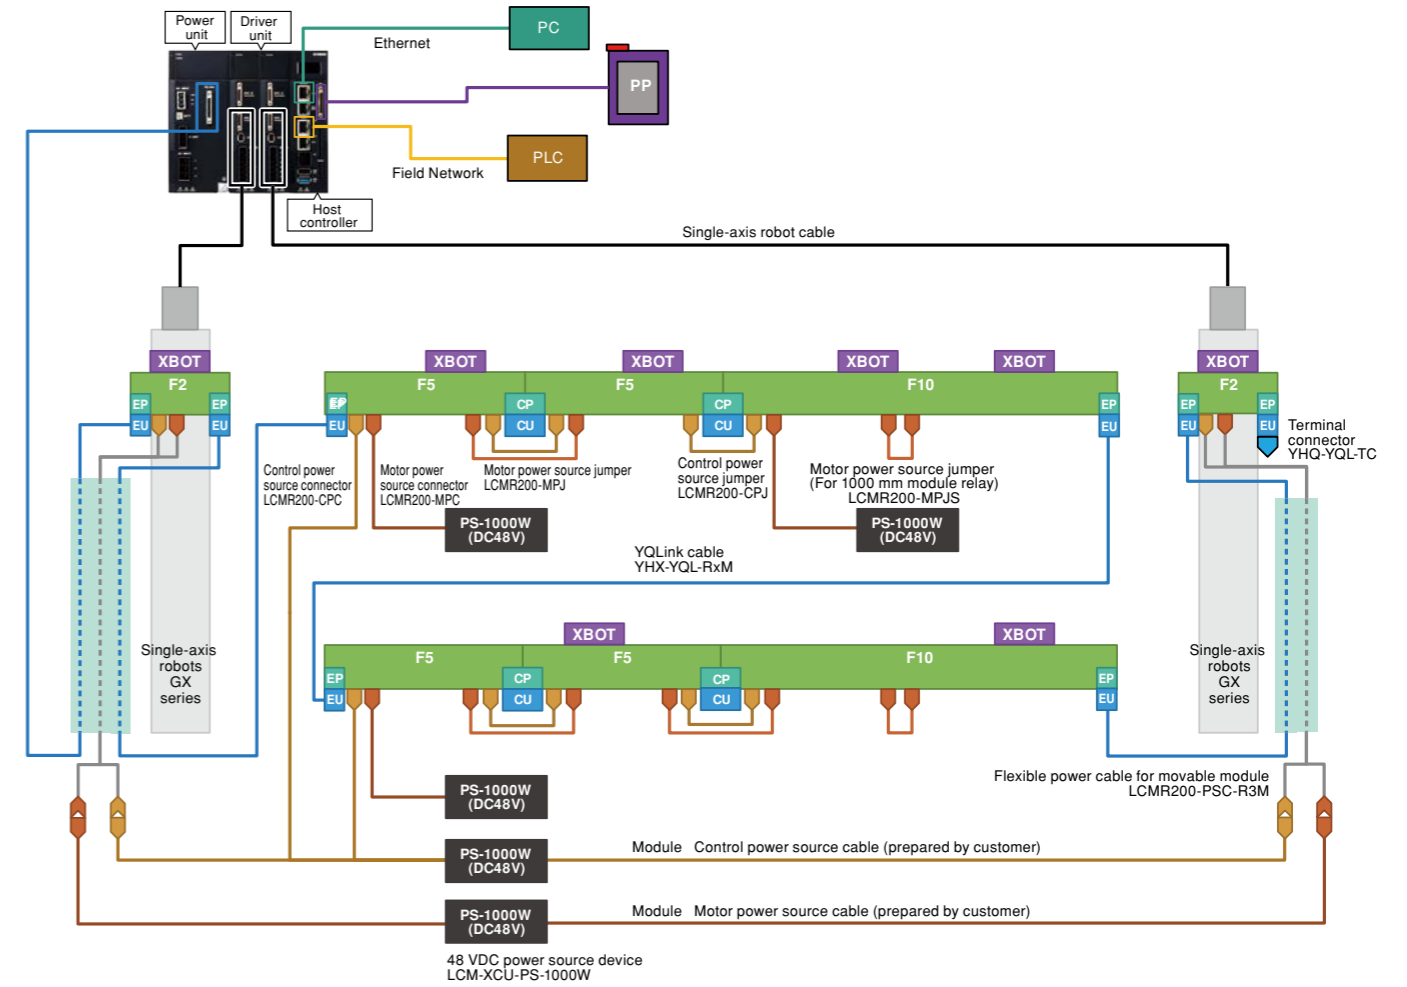 Power
unit
Driver
unit
PC
Ethernet
PP
PLC
Field Network
Host
controller
Single-axis robot cable
XBOT
F2
EP
EP
EU
EU
XBOT
XBOT
XBOT
XBOT
F5
F5
F10
EP
CP
CP
EP
EU
CU
CU
EU
XBOT
F2
EP
EP
EU
EU
Terminal
connector
YHQ-YQL-TC
Control power
source connector
LCMR200-CPC
Motor power
source connector
LCMR200-MPC
Motor power source jumper
LCMR200-MPJ
Control power
source jumper
LCMR200-CPJ
Motor power source jumper
(For 1000 mm module relay)
LCMR200-MPJS
PS-1000W
(DC48V)
PS-1000W
(DC48V)
YQLink cable
YHX-YQL-RxM
XBOT
XBOT
F5
F5
F10
EP
CP
CP
EP
EU
CU
CU
EU
Single-axis
robots
GX
series
Single-axis
robots
GX
series
PS-1000W
(DC48V)
Flexible power cable for movable module
LCMR200-PSC-R3M
PS-1000W
(DC48V)
Module Control power source cable (prepared by customer)
PS-1000W
(DC48V)
Module Motor power source cable (prepared by customer)
48 VDC power source device
LCM-XCU-PS-1000W